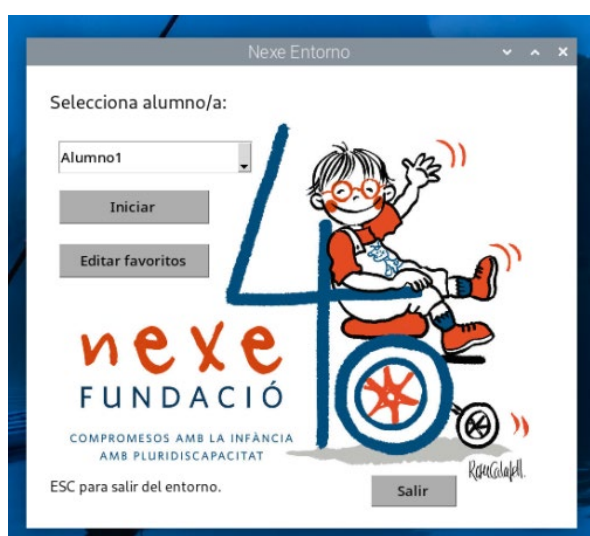 Nexe Entorno
Selecciona alumno/a:
Alumno1
Iniciar
Editar favoritos
4
nexe
FUNDACIÓ
COMPROMESOS AMB LA INFÀNCIA
AMB PLURIDISCAPACITAT
ESC para salir del entorno.
Salir